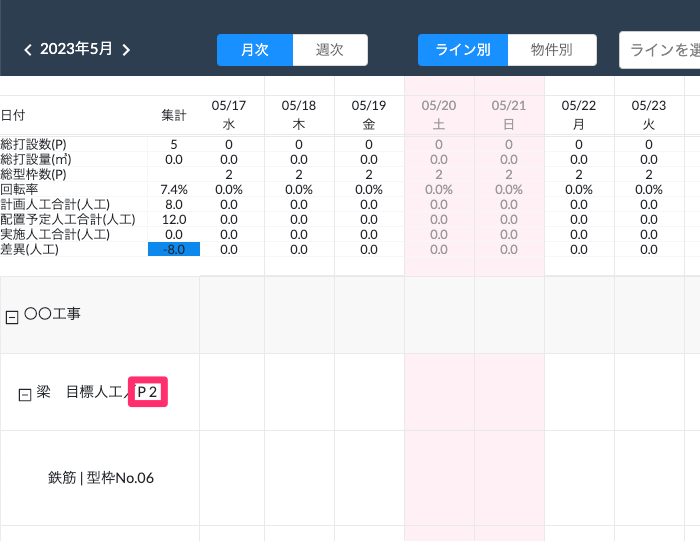 2023年5月 月次 週次 ライン別 物件別 ラインを選
日付 集計 05/17 05/18 05/19 05/20 05/21 05/22 05/23
水 木 金 土 日 月 火
総打設数(P) 5 0 0 0 0 0 0 0
総打設量(㎥) 0.0 0.0 0.0 0.0 0.0 0.0 0.0 0.0
総型枠数(P) 2 2 2 2 2 2 2
回転率 7.4% 0.0% 0.0% 0.0% 0.0% 0.0% 0.0% 0.0%
計画人工合計(人工) 8.0 0.0 0.0 0.0 0.0 0.0 0.0 0.0
配置予定人工合計(人工) 12.0 0.0 0.0 0.0 0.0 0.0 0.0 0.0
実施人工合計(人工) 0.0 0.0 0.0 0.0 0.0 0.0 0.0 0.0
差異(人工) -8.0 0.0 0.0 0.0 0.0 0.0 0.0 0.0
〇〇工事
梁 目標人工/P 2
鉄筋 | 型枠No.06